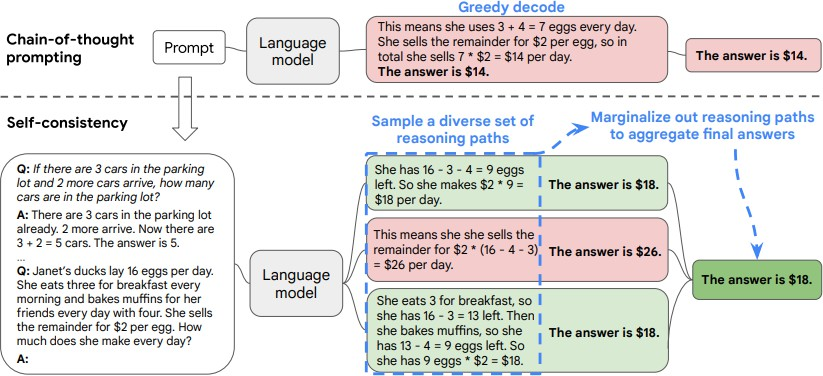 Greedy decode
Chain-of-thought
prompting
Prompt
Language
model
This means she uses 3 + 4 = 7 eggs every day.
She sells the remainder for $2 per egg, so in
total she sells 7 * $2 = $14 per day.
The answer is $14.
The answer is $14.
Self-consistency
Sample a diverse set of
reasoning paths
Marginalize out reasoning paths
to aggregate final answers
Q: If there are 3 cars in the parking
lot and 2 more cars arrive, how many
cars are in the parking lot?
A: There are 3 cars in the parking lot
already. 2 more arrive. Now there are
3 + 2 = 5 cars. The answer is 5.
...
Q: Janet's ducks lay 16 eggs per day.
She eats three for breakfast every
morning and bakes muffins for her
friends every day with four. She sells
the remainder for $2 per egg. How
much does she make every day?
A:
Language
model
She has 16 - 3 - 4 = 9 eggs
left. So she makes $2 * 9 =
$18 per day.
The answer is $18.
This means she she sells the
remainder for $2 * (16 - 4 - 3)
= $26 per day.
The answer is $26.
She eats 3 for breakfast, so
she has 16 - 3 = 13 left. Then
she bakes muffins, so she
has 13 - 4 = 9 eggs left. So
she has 9 eggs * $2 = $18.
The answer is $18.
The answer is $18.